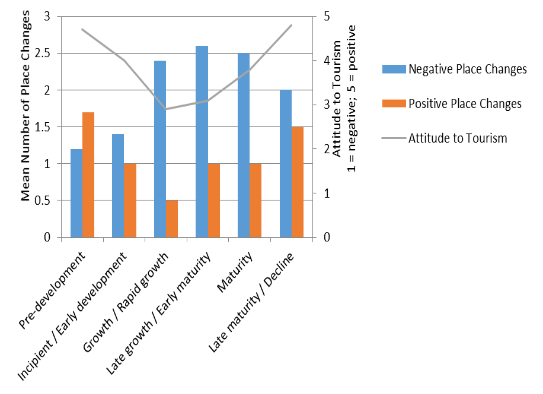 3
2.5
2
1.5
1
0.5
0
Mean Number of Place Changes
5
4
3
2
1
0
Attitude to Tourism
1 = negative; 5 = positive
Negative Place Changes
Positive Place Changes
Attitude to Tourism
Pre-development
Incipient / Early development
Growth / Rapid growth
Late growth / Early maturity
Maturity
Late maturity / Decline